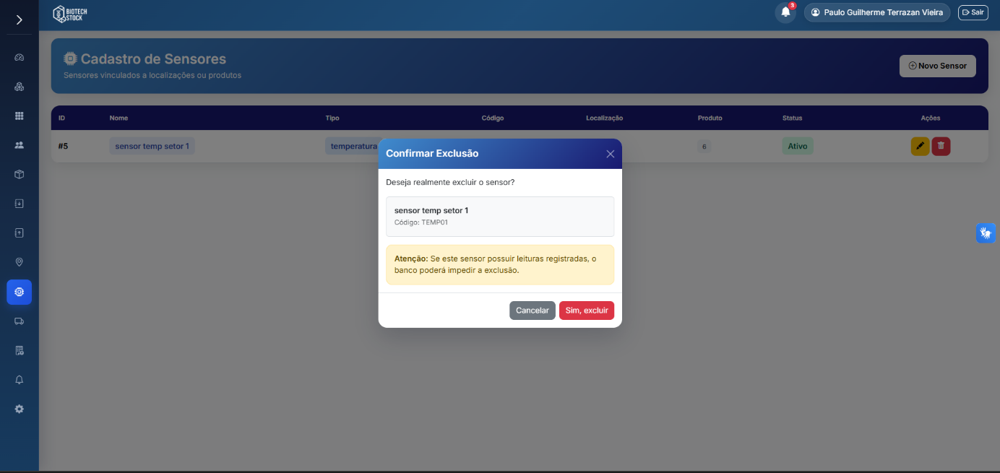 BIOTECH
STOCK
3
Paulo Guilherme Terrazan Vieira
Sair
Cadastro de Sensores
Sensores vinculados a localizações ou produtos
Novo Sensor
ID Nome Tipo Código Localização Produto Status Ações
#5 sensor temp setor 1 temperatura 6 Ativo
Confirmar Exclusão
Deseja realmente excluir o sensor?
sensor temp setor 1
Código: TEMP01
Atenção: Se este sensor possuir leituras registradas, o
banco poderá impedir a exclusão.
Cancelar Sim, excluir